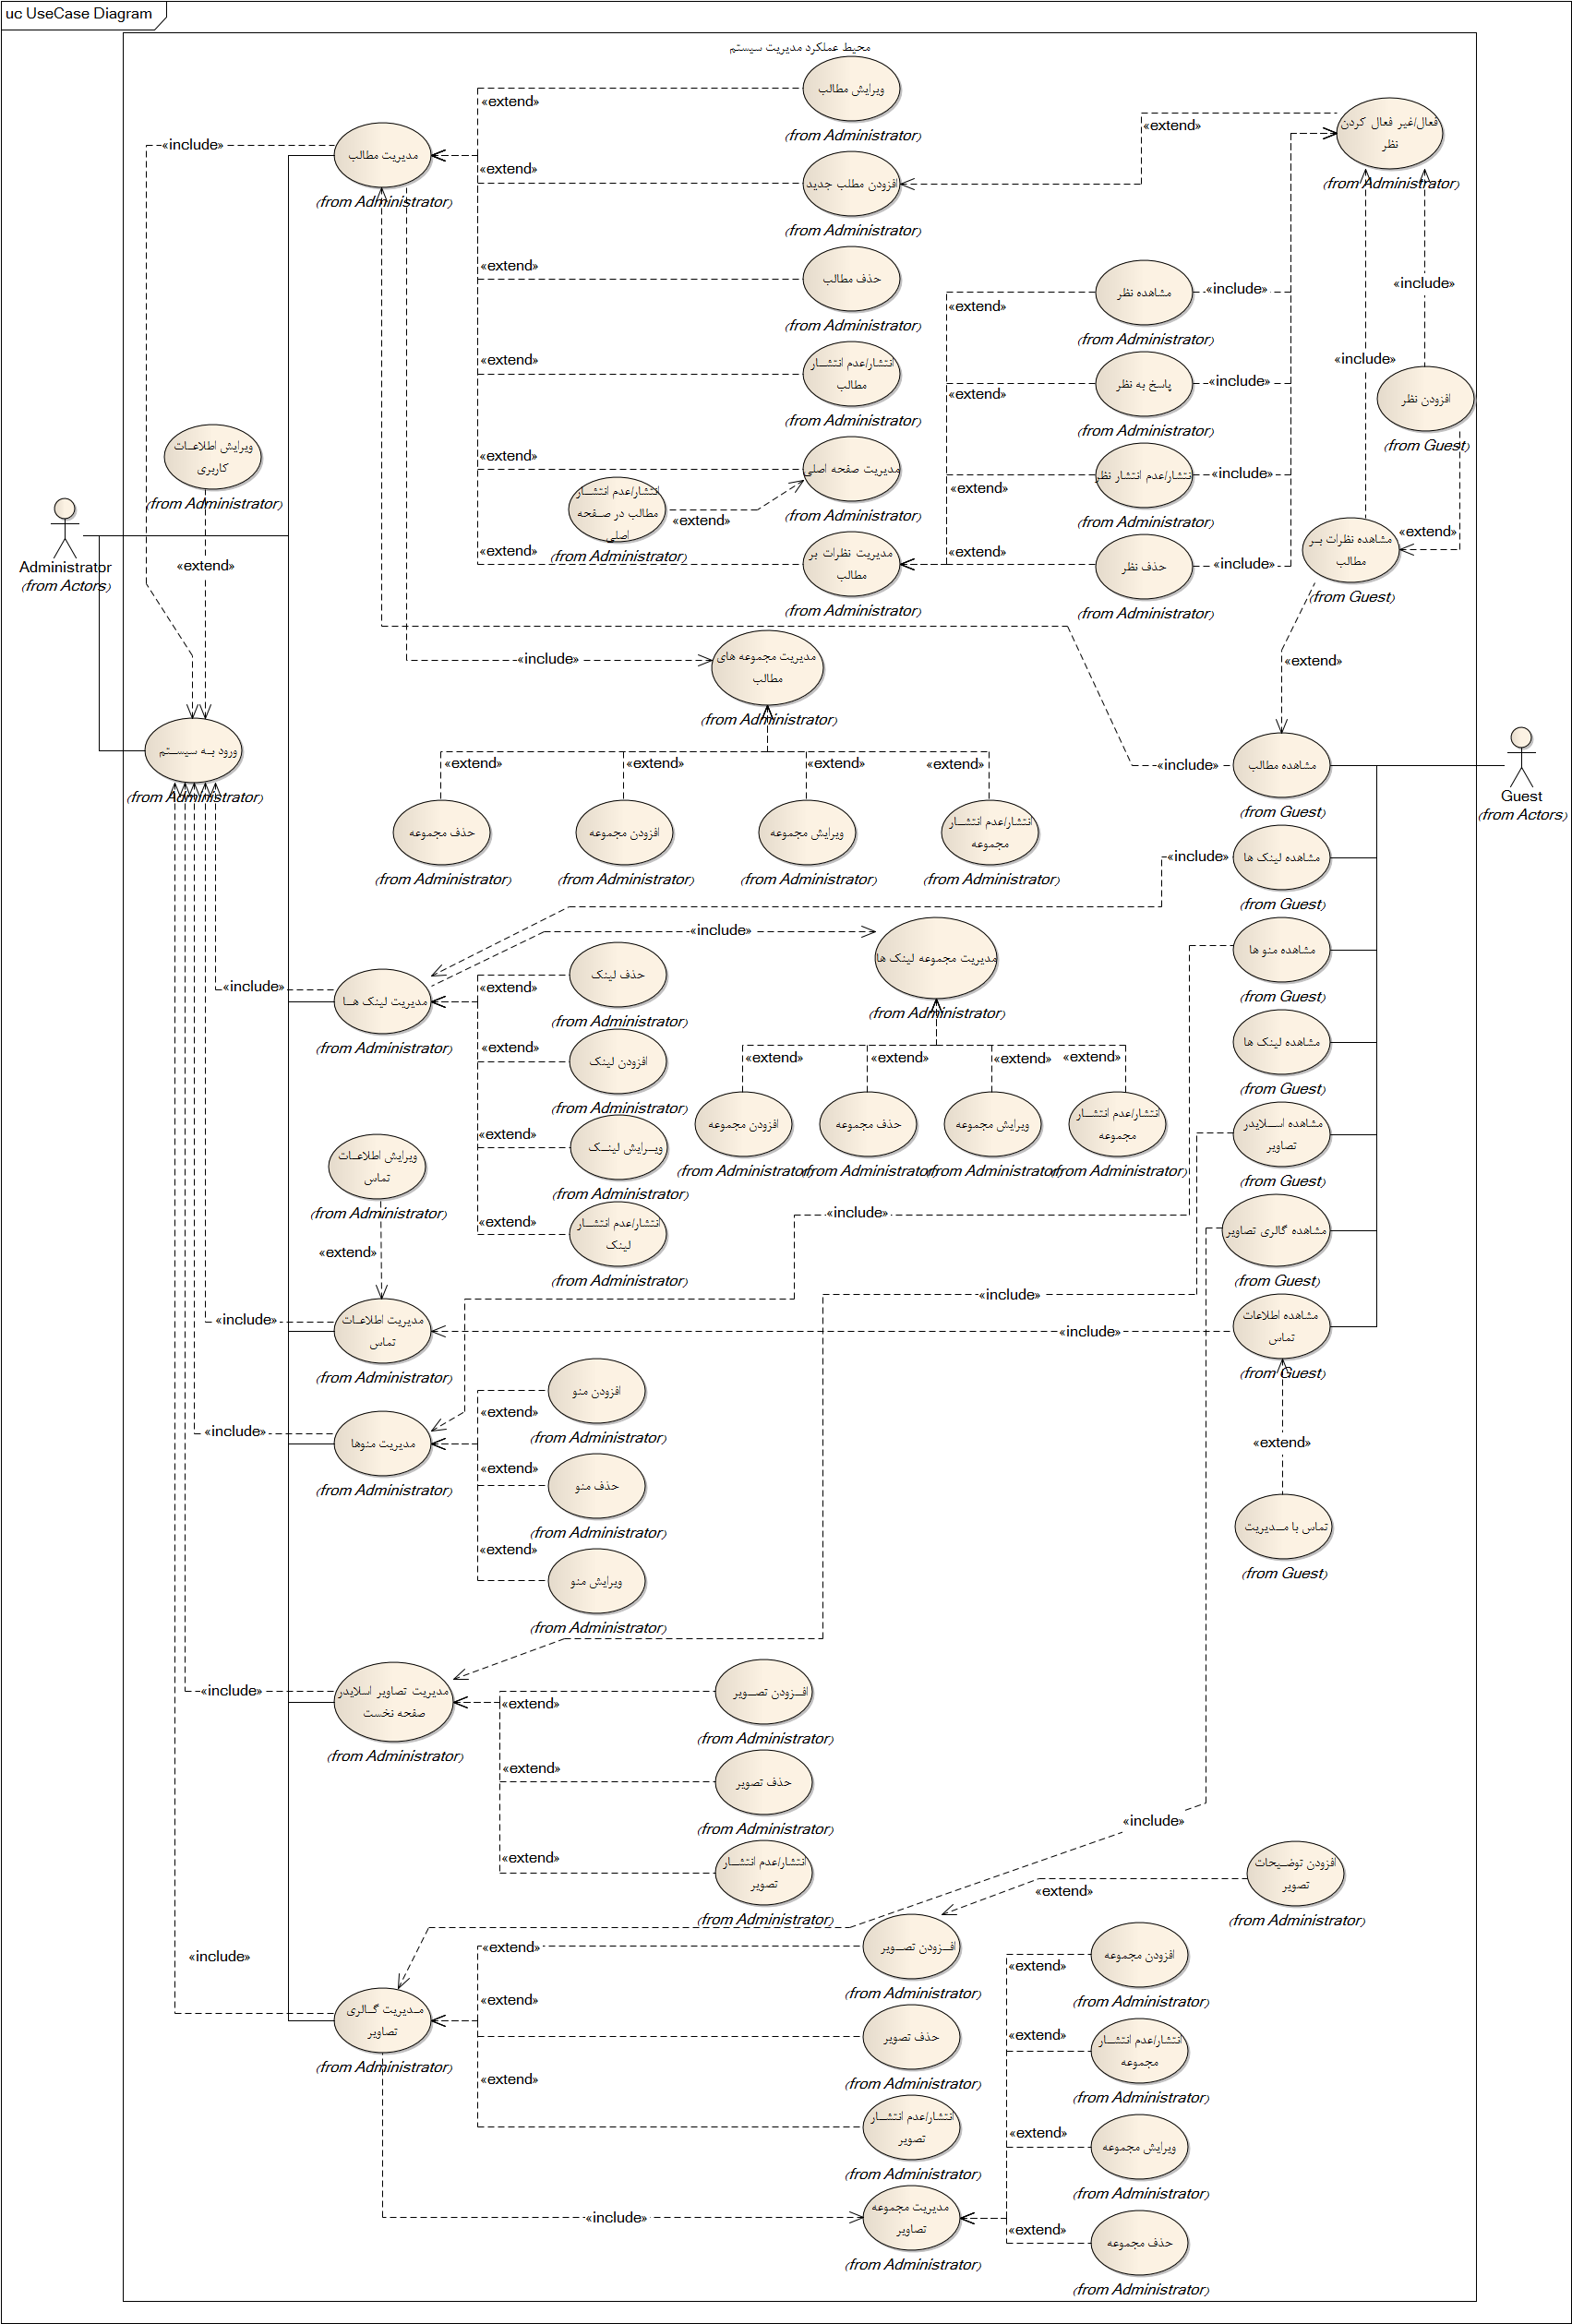 uc UseCase Diagram
محیط عملکرد مدیریت سیستم
ویرایش مطالب
«extend»
(from Administrator)
فعال/غیر فعال کردن
نظر
(from Administrator)
«extend»
مدیریت مطالب
(from Administrator)
«include»
«extend»
افزودن مطلب جدید
(from Administrator)
«extend»
حذف مطالب
(from Administrator)
مشاهده نظر
(from Administrator)
«extend»
«include»
«include»
«include»
«extend»
انتشار/عدم انتشار
مطالب
(from Administrator)
پاسخ به نظر
(from Administrator)
«extend»
«include»
افزودن نظر
(from Guest)
ویرایش اطلاعات
کاربری
(from Administrator)
«extend»
«extend»
مدیریت صفحه اصلی
(from Administrator)
انتشار/عدم انتشار
مطالب در صفحه
اصلی
(from Administrator)
«extend»
انتشار/عدم انتشار نظر
(from Administrator)
«extend»
«include»
Administrator
(from Actors)
«extend»
مدیریت نظرات بر
مطالب
(from Administrator)
حذف نظر
(from Administrator)
«extend»
«include»
مشاهده نظرات بر
مطالب
(from Guest)
«extend»
«extend»
«include»
مدیریت مجموعه های
مطالب
(from Administrator)
ورود به سیستم
(from Administrator)
«extend»
«extend»
«extend»
«extend»
«include»
مشاهده مطالب
(from Guest)
Guest
(from Actors)
حذف مجموعه
(from Administrator)
افزودن مجموعه
(from Administrator)
ویرایش مجموعه
(from Administrator)
انتشار/عدم انتشار
مجموعه
(from Administrator)
«include»
مشاهده لینک ها
(from Guest)
«include»
مدیریت مجموعه لینک ها
(from Administrator)
مشاهده منو ها
(from Guest)
«include»
مدیریت لینک ها
(from Administrator)
«extend»
حذف لینک
(from Administrator)
«extend»
افزودن لینک
(from Administrator)
«extend»
«extend»
«extend»
«extend»
مشاهده لینک ها
(from Guest)
«extend»
ویرایش لینک
(from Administrator)
افزودن مجموعه
(from Administrator)
حذف مجموعه
(from Administrator)
ویرایش مجموعه
(from Administrator)
انتشار/عدم انتشار
مجموعه
(from Administrator)
مشاهده اسلایدر
تصاویر
(from Guest)
ویرایش اطلاعات
تماس
(from Administrator)
«extend»
«extend»
انتشار/عدم انتشار
لینک
(from Administrator)
«include»
مشاهده گالری تصاویر
(from Guest)
«include»
«include»
مدیریت اطلاعات
تماس
(from Administrator)
«include»
مشاهده اطلاعات
تماس
(from Guest)
افزودن منو
(from Administrator)
«extend»
«include»
مدیریت منوها
(from Administrator)
«extend»
«extend»
حذف منو
(from Administrator)
تماس با مدیریت
(from Guest)
«extend»
ویرایش منو
(from Administrator)
«include»
مدیریت تصاویر اسلایدر
صفحه نخست
(from Administrator)
«extend»
افزودن تصویر
(from Administrator)
«extend»
حذف تصویر
(from Administrator)
«include»
«extend»
انتشار/عدم انتشار
تصویر
(from Administrator)
افزودن توضیحات
تصویر
(from Administrator)
«extend»
«include»
«extend»
افزودن تصویر
(from Administrator)
«extend»
افزودن مجموعه
(from Administrator)
مدیریت گالری
تصاویر
(from Administrator)
«extend»
حذف تصویر
(from Administrator)
«extend»
انتشار/عدم انتشار
مجموعه
(from Administrator)
«extend»
انتشار/عدم انتشار
تصویر
(from Administrator)
«extend»
ویرایش مجموعه
(from Administrator)
«include»
مدیریت مجموعه
تصاویر
(from Administrator)
«extend»
حذف مجموعه
(from Administrator)